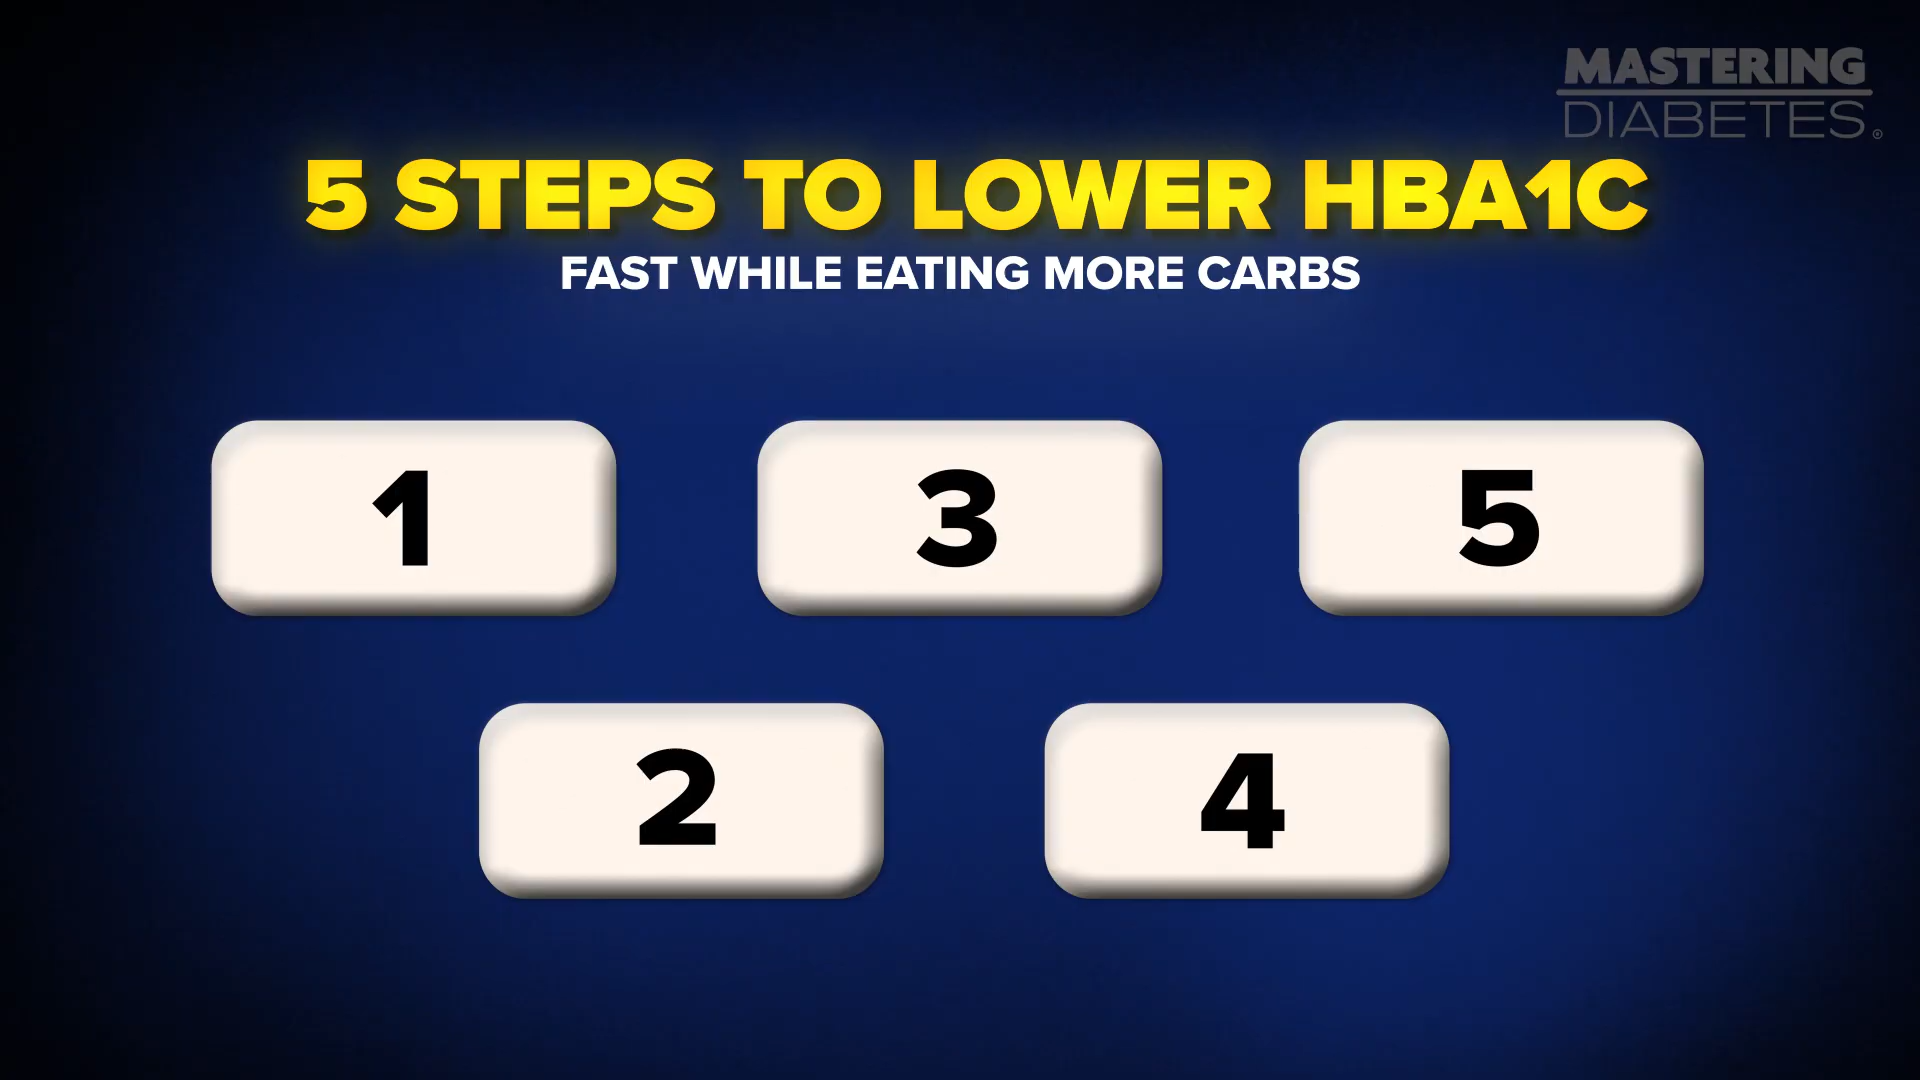 MASTERING
DIABETES®
5 STEPS TO LOWER HBA1C
FAST WHILE EATING MORE CARBS
1
3
5
2
4